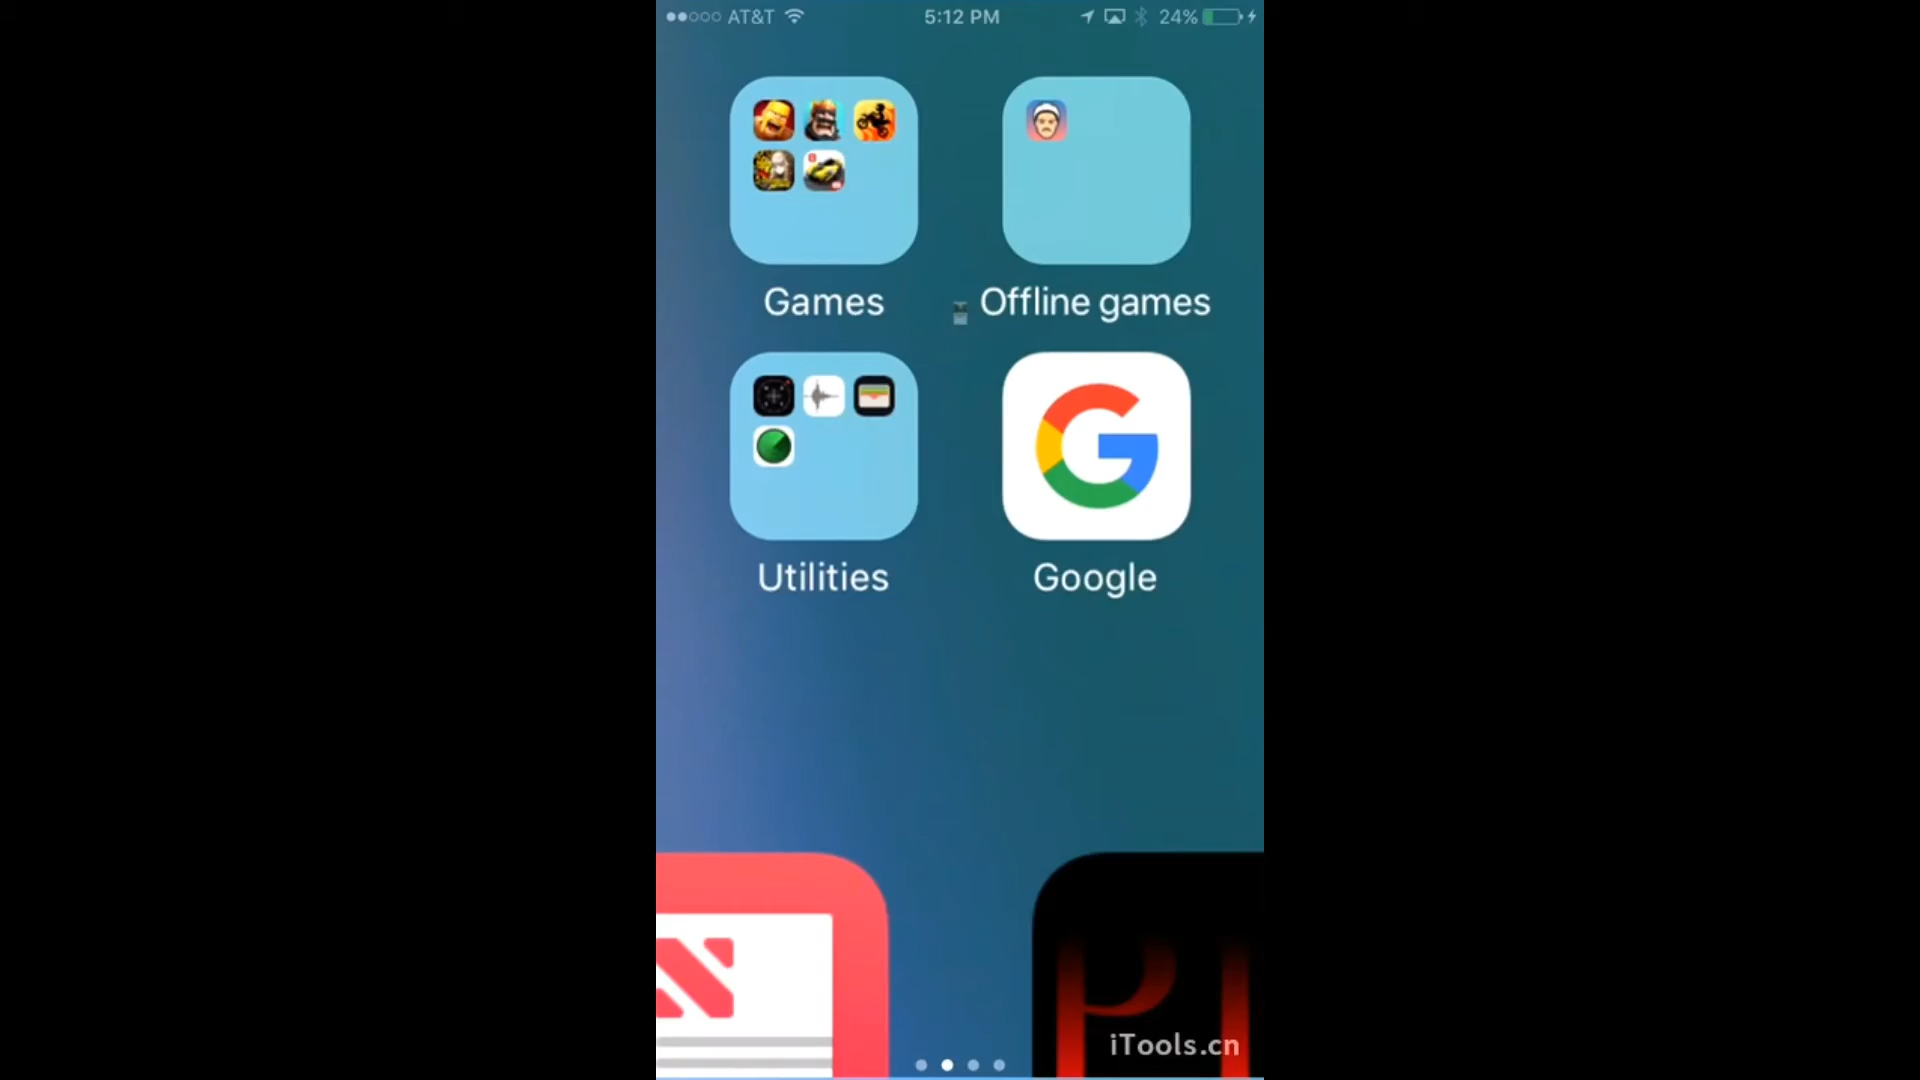 AT&T 5:12 PM 24%
Games Offline games
Utilities Google
iTools.cn